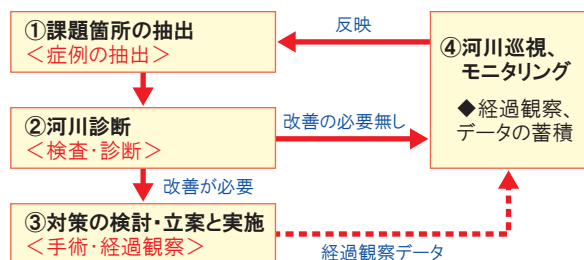 ①課題箇所の抽出
＜症例の抽出＞
反映
④河川巡視、
モニタリング
◆経過観察、
データの蓄積
②河川診断
＜検査・診断＞
改善の必要無し
改善が必要
③対策の検討・立案と実施
＜手術・経過観察＞
経過観察データ